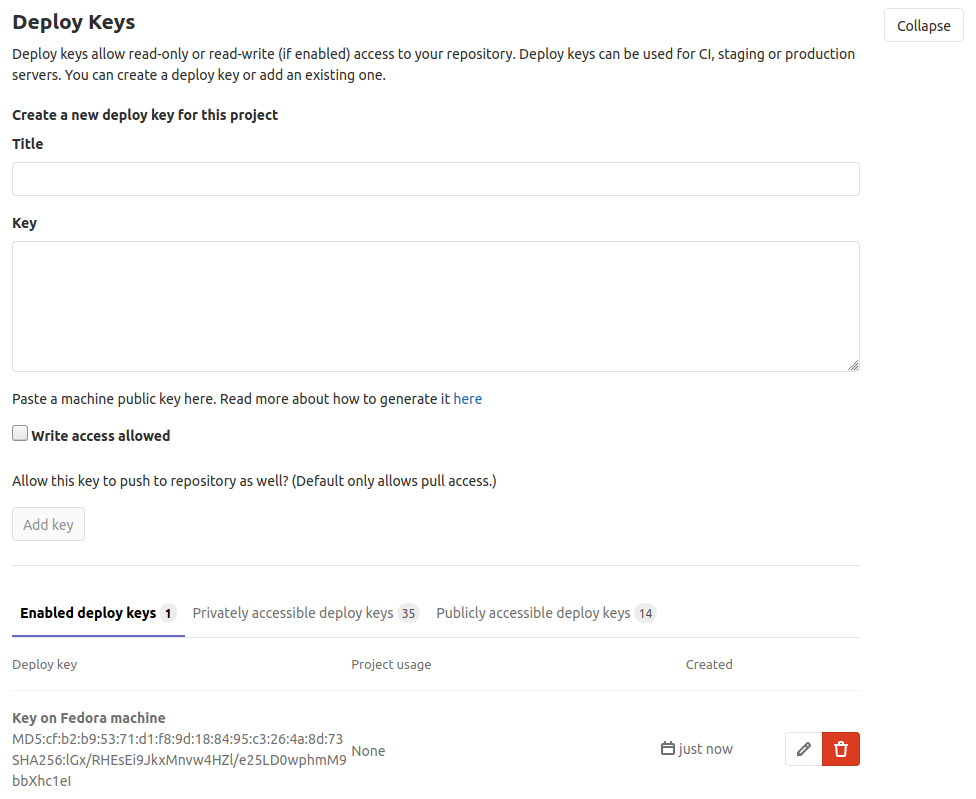 Deploy Keys
Collapse
Deploy keys allow read-only or read-write (if enabled) access to your repository. Deploy keys can be used for CI, staging or production
servers. You can create a deploy key or add an existing one.
Create a new deploy key for this project
Title
Key
Paste a machine public key here. Read more about how to generate it here
Write access allowed
Allow this key to push to repository as well? (Default only allows pull access.)
Add key
Enabled deploy keys 1 Privately accessible deploy keys 35 Publicly accessible deploy keys 14
Deploy key Project usage Created
Key on Fedora machine
MD5:cf:b2:b9:53:71:d1:f8:9d:18:84:95:c3:26:4a:8d:73
SHA256:lGx/RHEsEi9JkxMnvw4HZl/e25LD0wphmM9
bbXhc1eI
None
just now